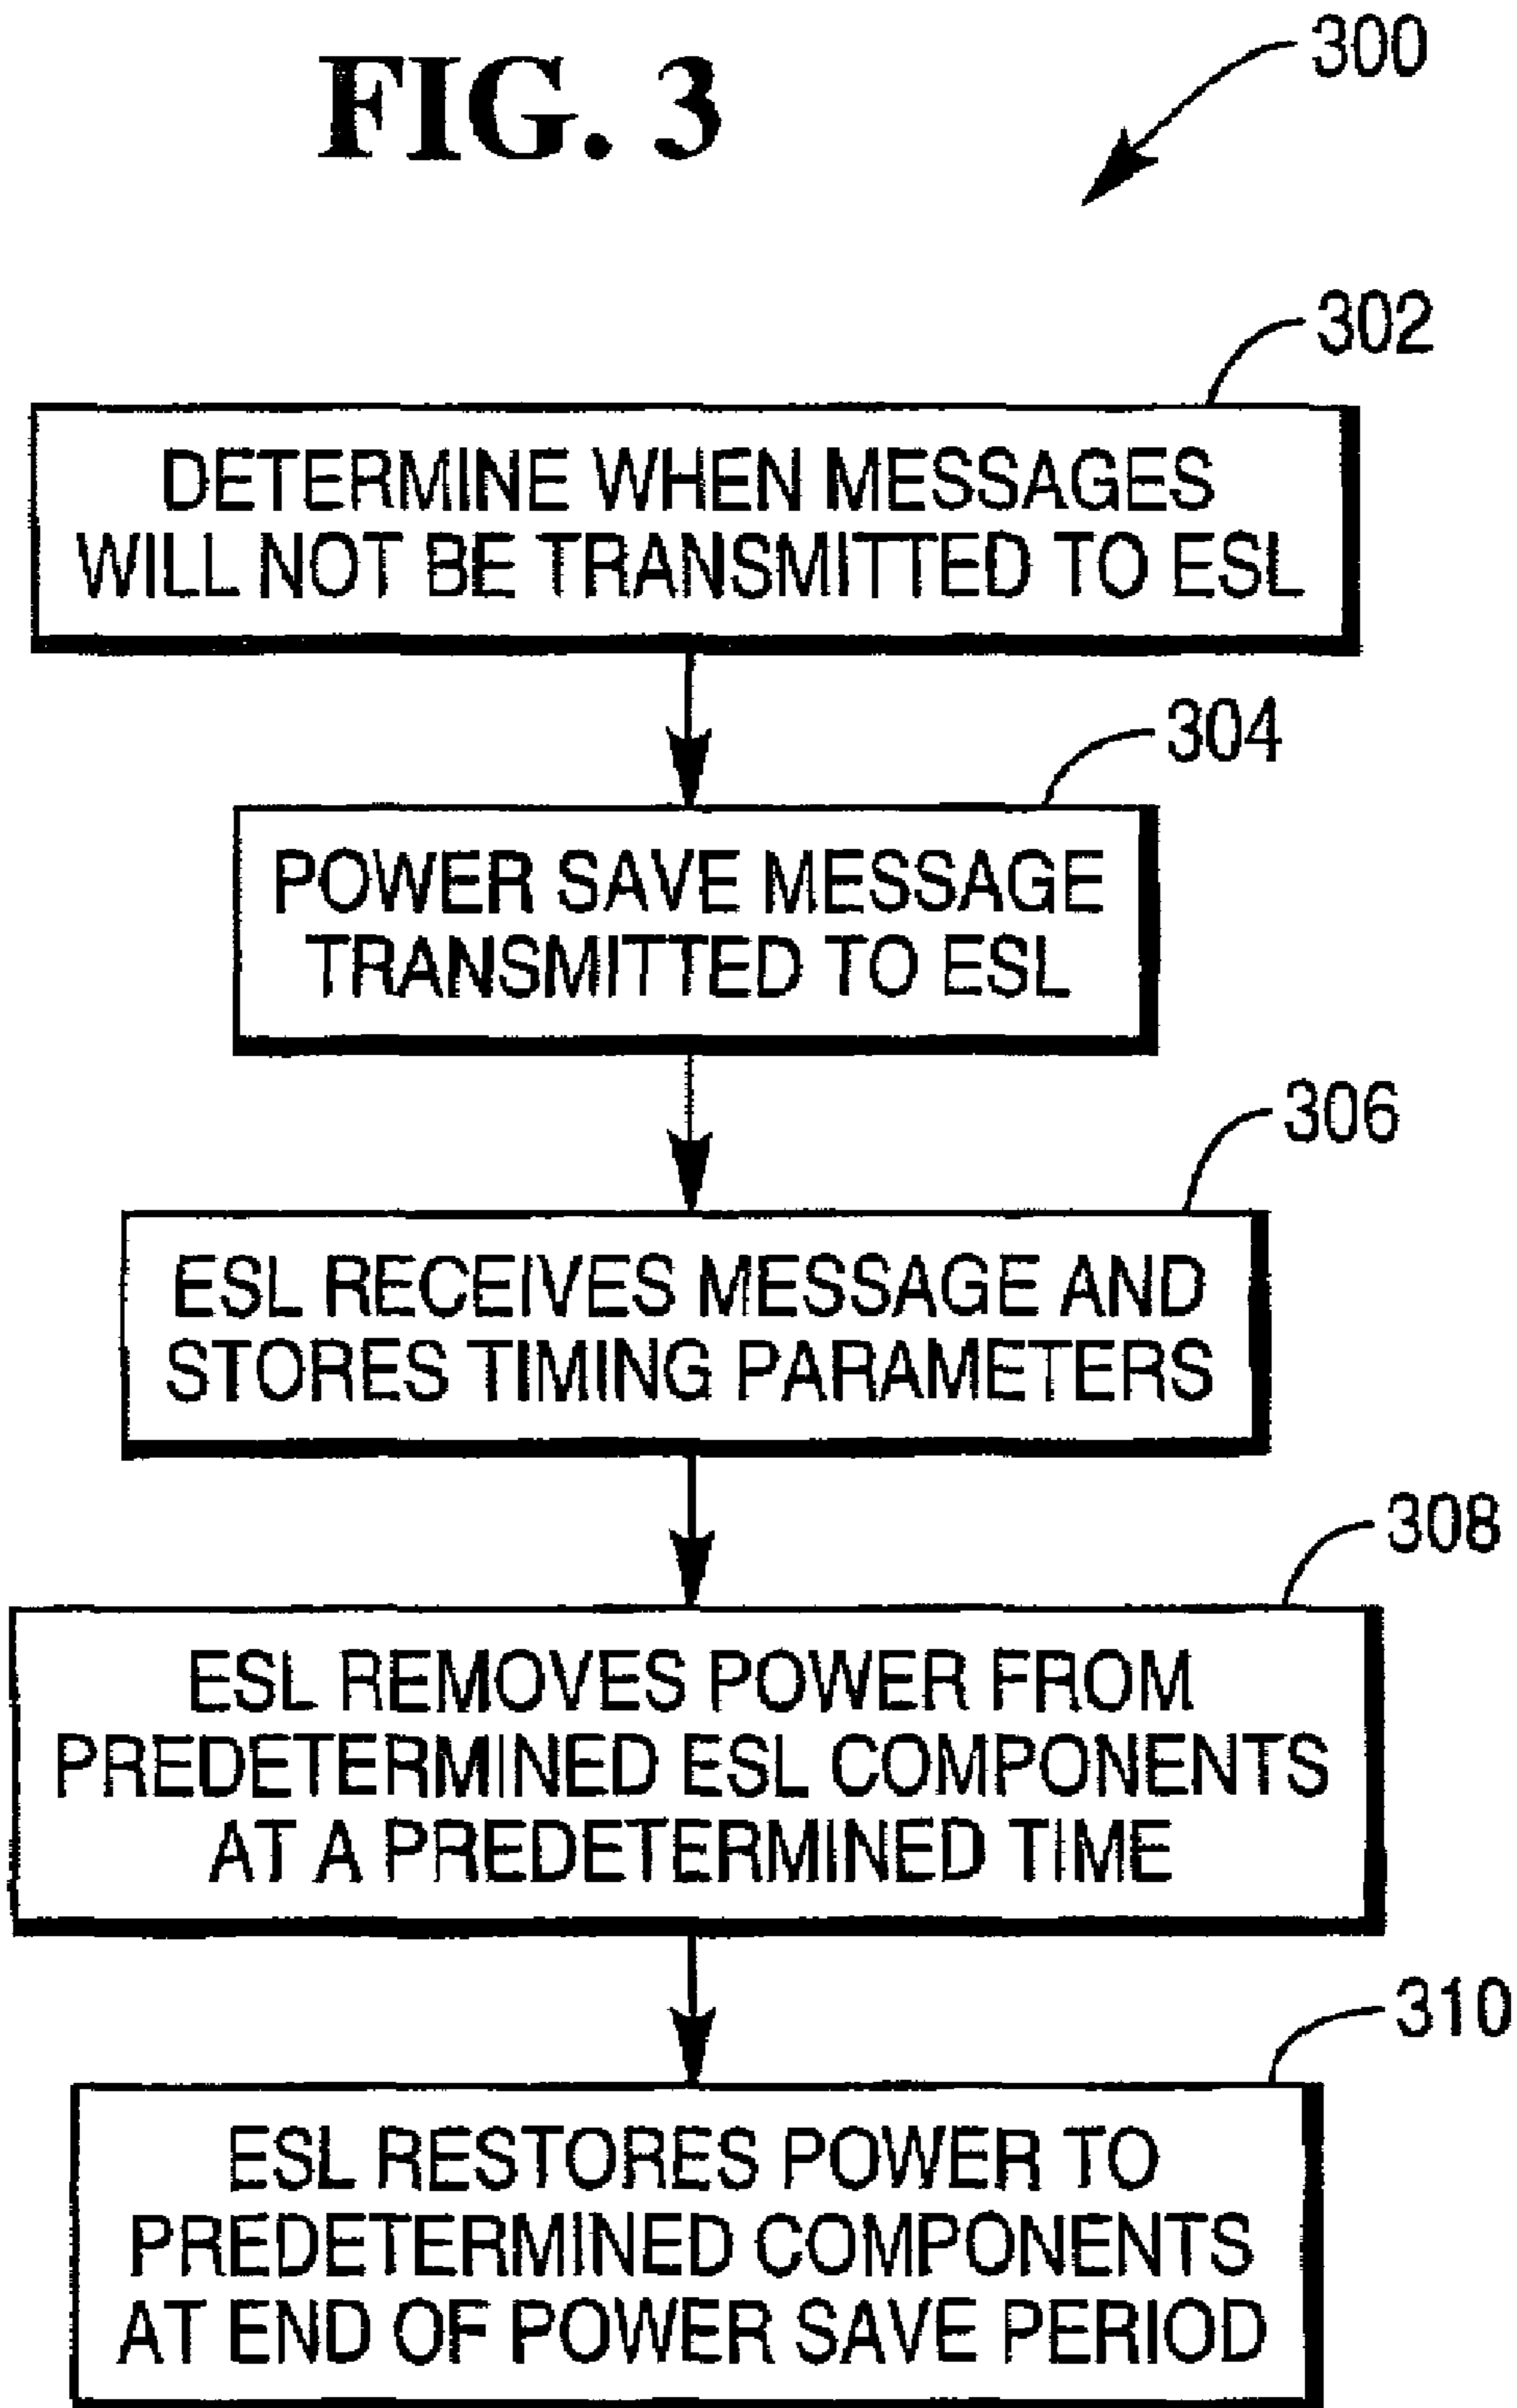 FIG. 3
300
302
DETERMINE WHEN MESSAGES
WILL NOT BE TRANSMITTED TO ESL
304
POWER SAVE MESSAGE
TRANSMITTED TO ESL
306
ESL RECEIVES MESSAGE AND
STORES TIMING PARAMETERS
308
ESL REMOVES POWER FROM
PREDETERMINED ESL COMPONENTS
AT A PREDETERMINED TIME
310
ESL RESTORES POWER TO
PREDETERMINED COMPONENTS
AT END OF POWER SAVE PERIOD